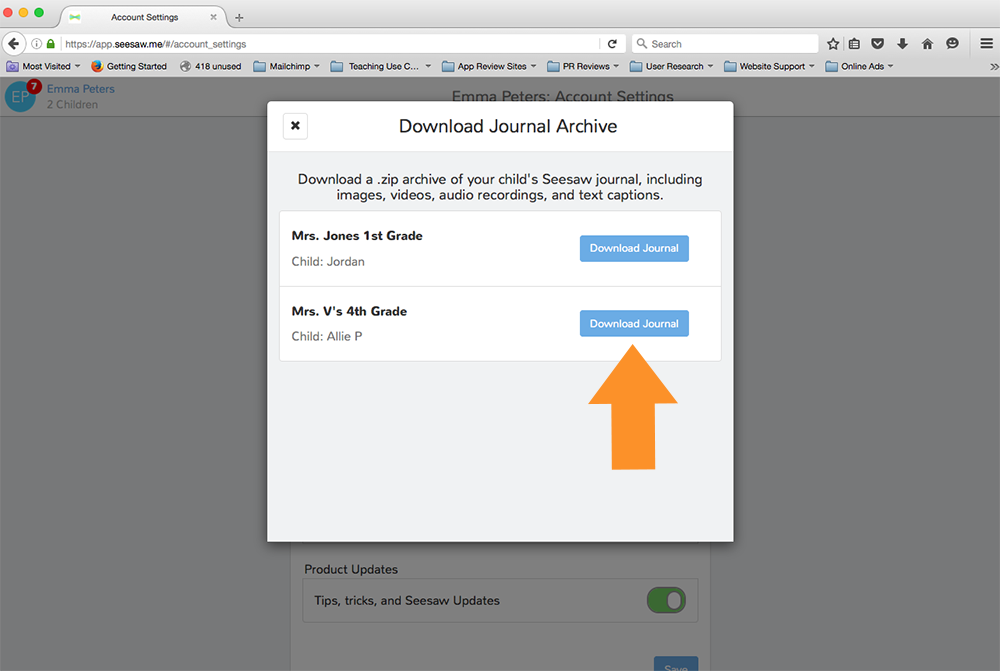 Account Settings
https://app.seesaw.me/#/account_settings
Search
Most Visited
Getting Started
418 unused
Mailchimp
Teaching Use C...
App Review Sites
PR Reviews
User Research
Website Support
Online Ads
EP
7
Emma Peters
2 Children
Emma Peters: Account Settings
Download Journal Archive
Download a .zip archive of your child's Seesaw journal, including
images, videos, audio recordings, and text captions.
Mrs. Jones 1st Grade
Child: Jordan
Download Journal
Mrs. V's 4th Grade
Child: Allie P
Download Journal
Product Updates
Tips, tricks, and Seesaw Updates
Save